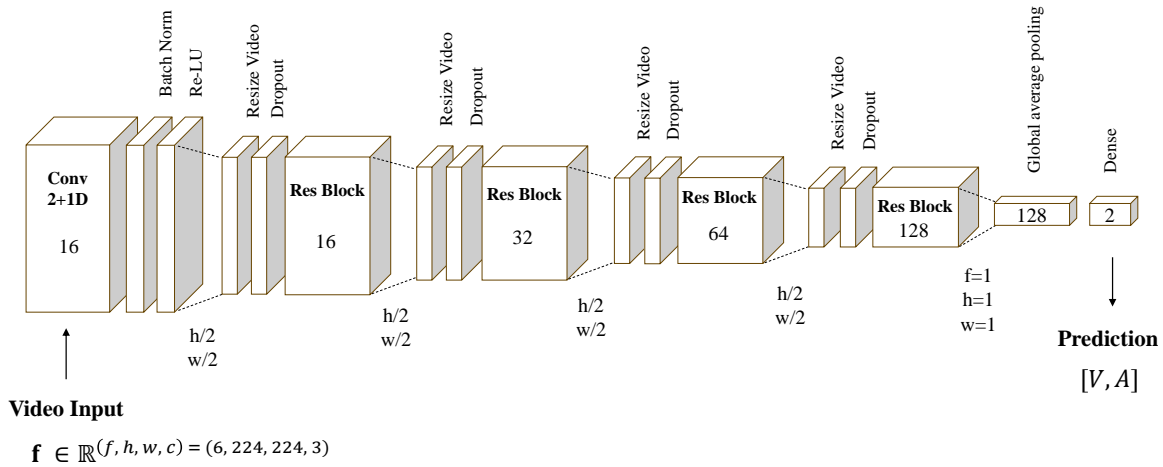 Batch Norm
Re-LU
Resize Video
Dropout
Resize Video
Dropout
Resize Video
Dropout
Resize Video
Dropout
Global average pooling
Dense
Conv
2+1D
16
Res Block
16
Res Block
32
Res Block
64
Res Block
128
128
2
h/2
w/2
h/2
w/2
h/2
w/2
h/2
w/2
f=1
h=1
w=1
Prediction
[V, A]
Video Input
f ∈ ℝ(f, h, w, c) = (6, 224, 224, 3)